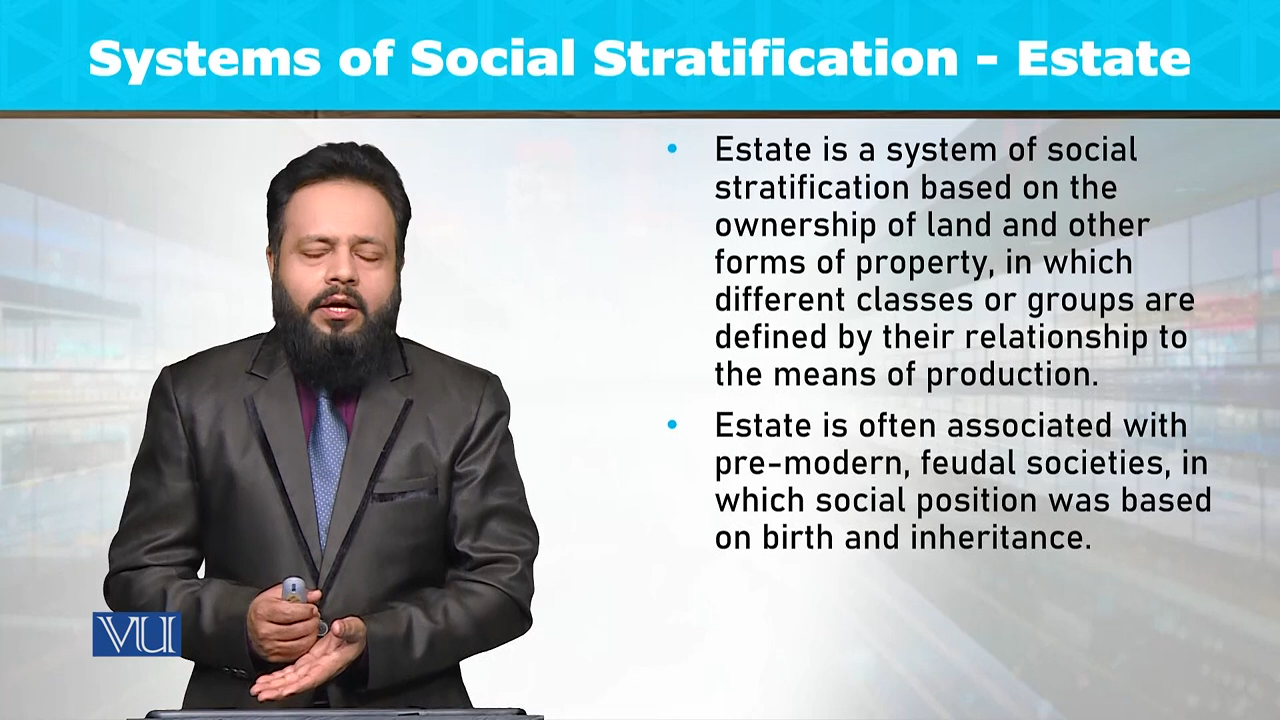 Systems of Social Stratification - Estate
• Estate is a system of social
stratification based on the
ownership of land and other
forms of property, in which
different classes or groups are
defined by their relationship to
the means of production.
• Estate is often associated with
pre-modern, feudal societies, in
which social position was based
on birth and inheritance.
VU